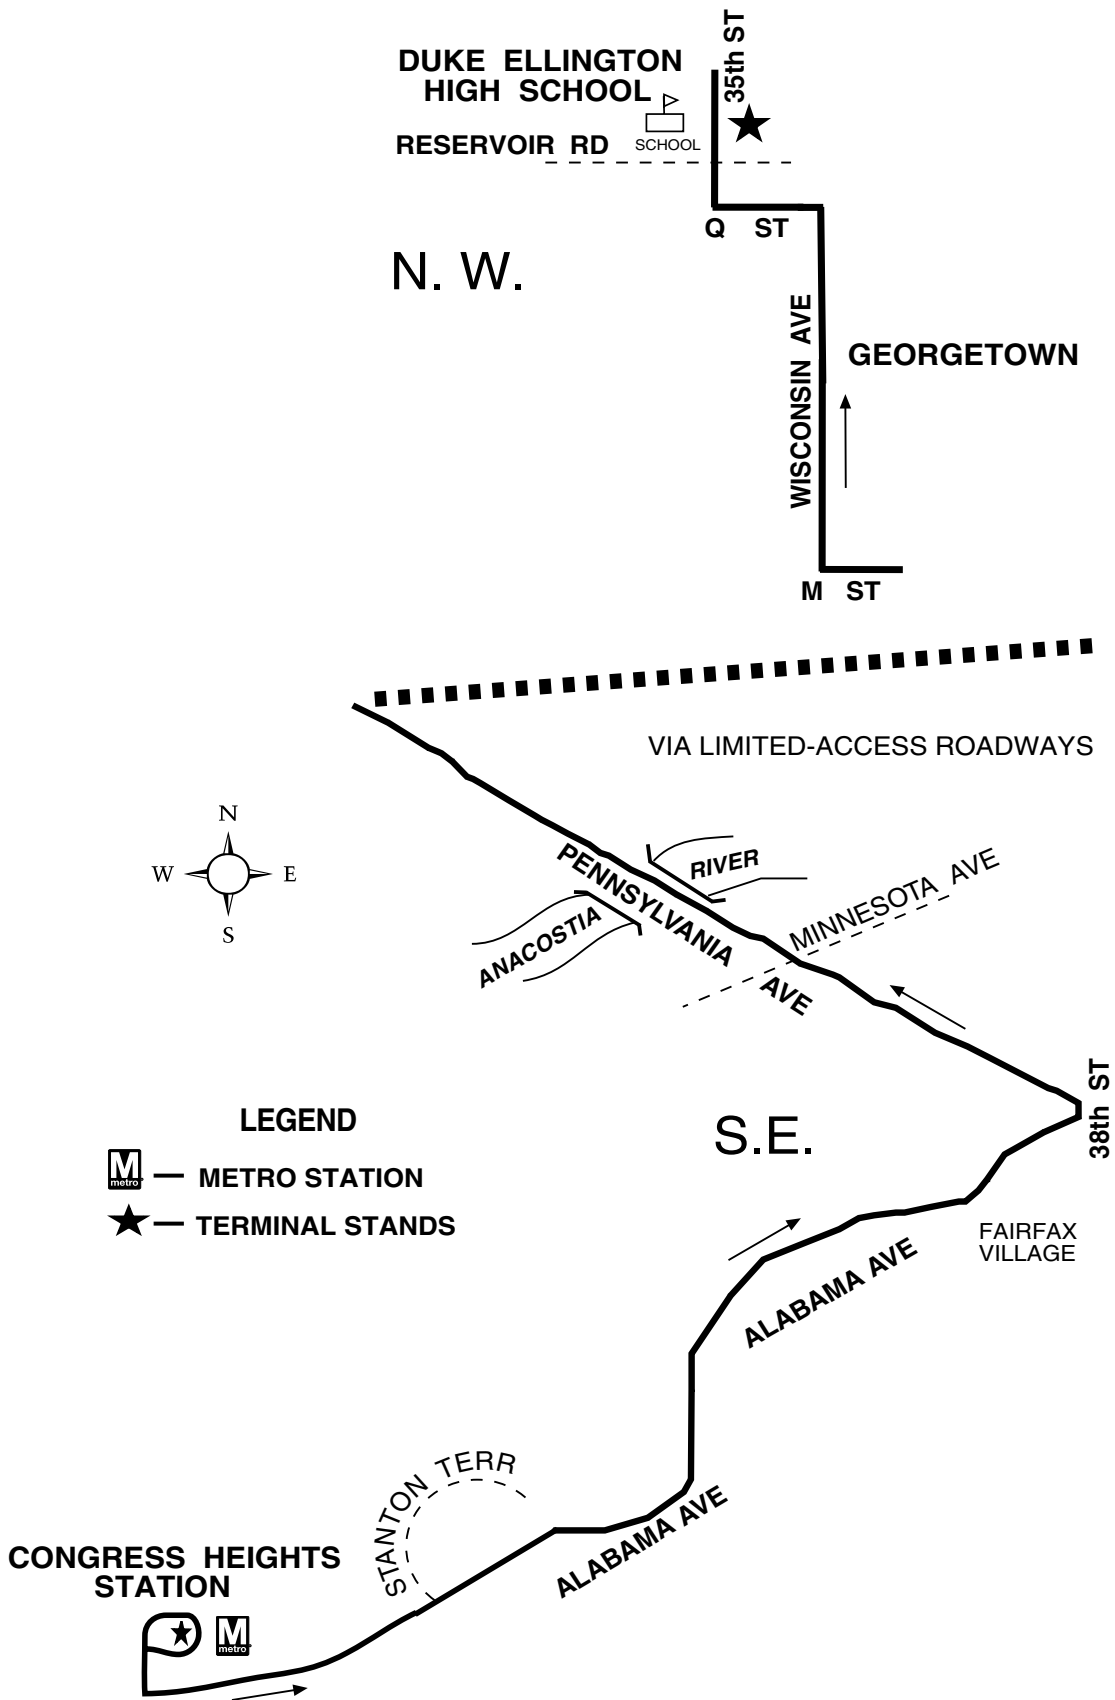 35th ST
DUKE ELLINGTON
HIGH SCHOOL
RESERVOIR RD
SCHOOL
Q ST
N. W.
WISCONSIN AVE
GEORGETOWN
M ST
VIA LIMITED-ACCESS ROADWAYS
N
W
E
S
PENNSYLVANIA AVE
ANACOSTIA RIVER
MINNESOTA AVE
38th ST
S.E.
LEGEND
M
metro
— METRO STATION
— TERMINAL STANDS
FAIRFAX
VILLAGE
ALABAMA AVE
STANTON TERR
ALABAMA AVE
CONGRESS HEIGHTS
STATION
M
metro